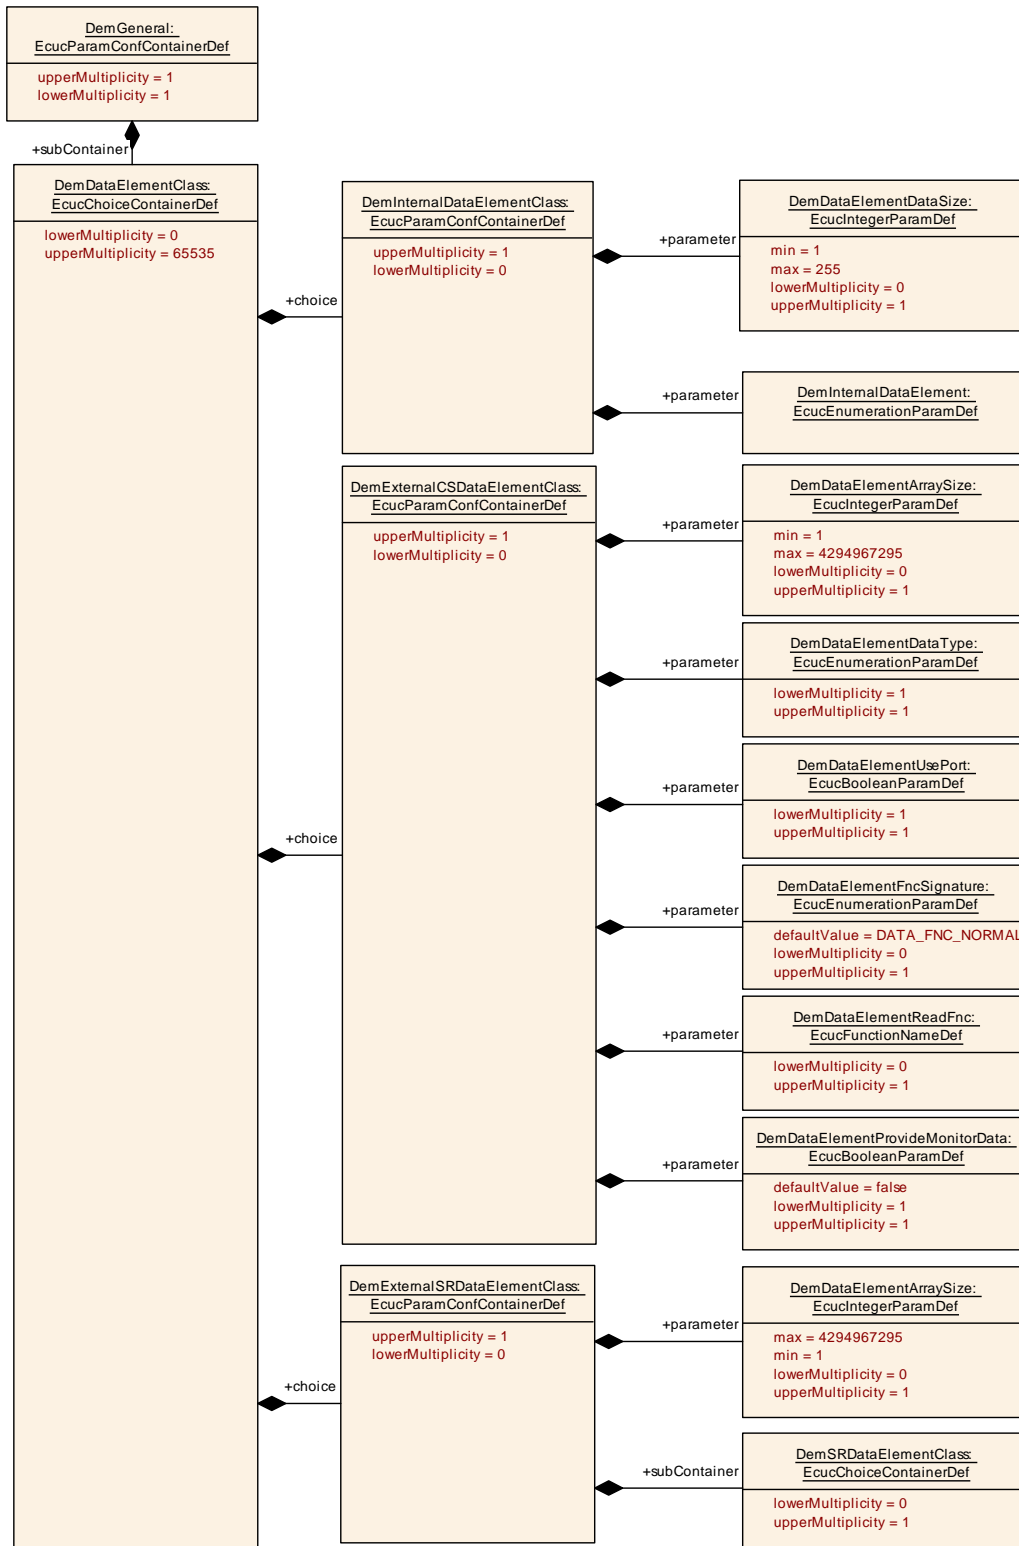 DemGeneral:
EcucParamConfContainerDef
upperMultiplicity = 1
lowerMultiplicity = 1
+subContainer
DemDataElementClass:
EcucChoiceContainerDef
lowerMultiplicity = 0
upperMultiplicity = 65535
+choice
DemInternalDataElementClass:
EcucParamConfContainerDef
upperMultiplicity = 1
lowerMultiplicity = 0
+parameter
DemDataElementDataSize:
EcucIntegerParamDef
min = 1
max = 255
lowerMultiplicity = 0
upperMultiplicity = 1
+parameter
DemInternalDataElement:
EcucEnumerationParamDef
+choice
DemExternalCSDataElementClass:
EcucParamConfContainerDef
upperMultiplicity = 1
lowerMultiplicity = 0
+parameter
DemDataElementArraySize:
EcucIntegerParamDef
min = 1
max = 4294967295
lowerMultiplicity = 0
upperMultiplicity = 1
+parameter
DemDataElementDataType:
EcucEnumerationParamDef
lowerMultiplicity = 1
upperMultiplicity = 1
+parameter
DemDataElementUsePort:
EcucBooleanParamDef
lowerMultiplicity = 1
upperMultiplicity = 1
+parameter
DemDataElementFncSignature:
EcucEnumerationParamDef
defaultValue = DATA_FNC_NORMAL
lowerMultiplicity = 0
upperMultiplicity = 1
+parameter
DemDataElementReadFnc:
EcucFunctionNameDef
lowerMultiplicity = 0
upperMultiplicity = 1
+parameter
DemDataElementProvideMonitorData:
EcucBooleanParamDef
defaultValue = false
lowerMultiplicity = 1
upperMultiplicity = 1
+choice
DemExternalSRDataElementClass:
EcucParamConfContainerDef
upperMultiplicity = 1
lowerMultiplicity = 0
+parameter
DemDataElementArraySize:
EcucIntegerParamDef
max = 4294967295
min = 1
lowerMultiplicity = 0
upperMultiplicity = 1
+subContainer
DemSRDataElementClass:
EcucChoiceContainerDef
lowerMultiplicity = 0
upperMultiplicity = 1